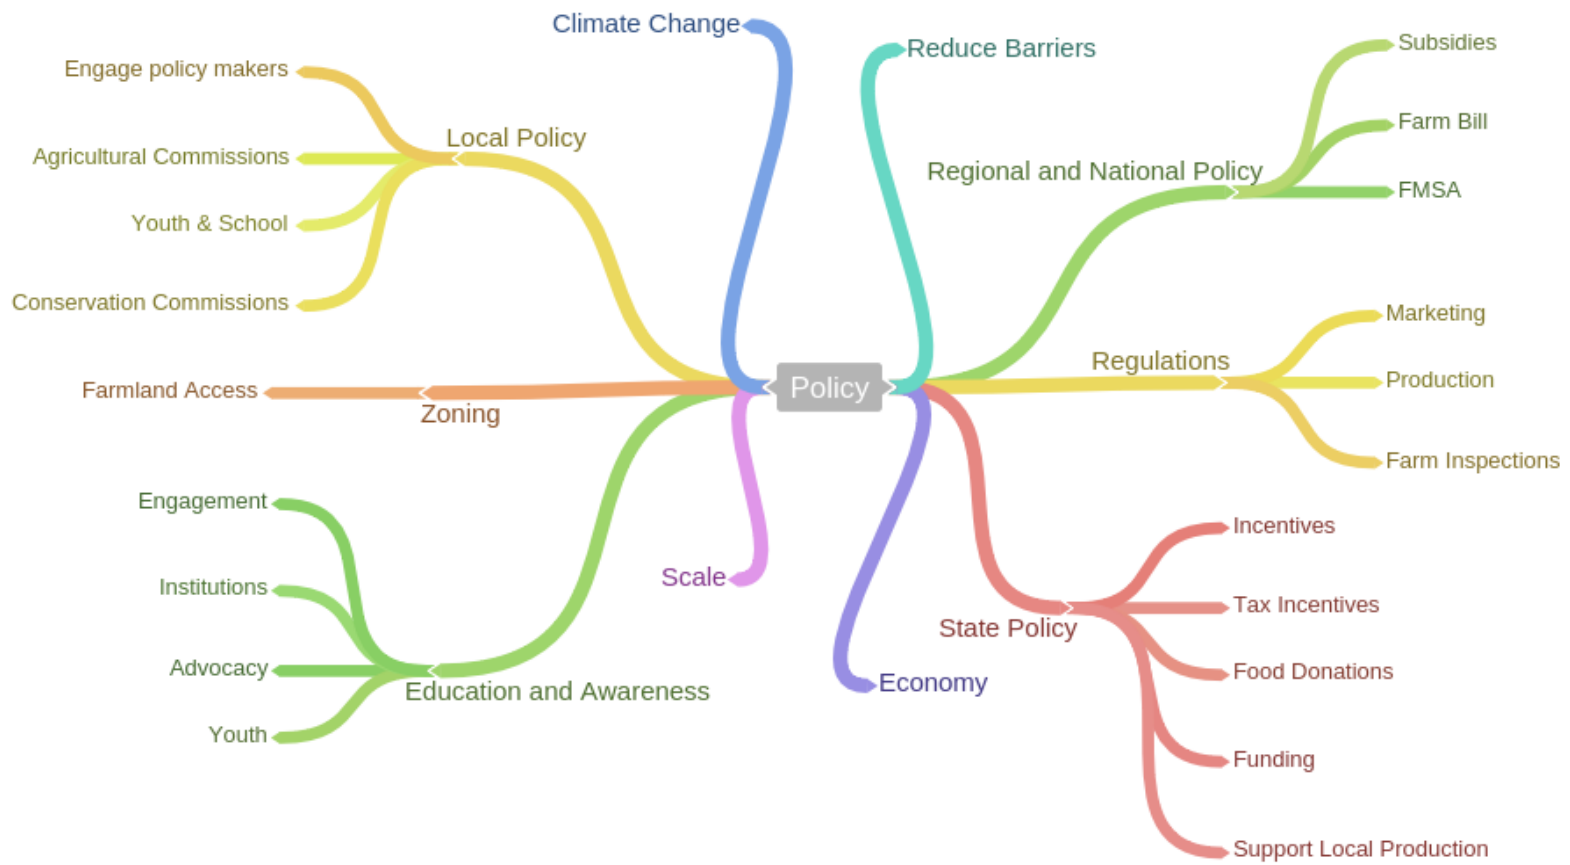 Climate Change
Reduce Barriers
Subsidies
Engage policy makers
Farm Bill
Local Policy
Agricultural Commissions
Regional and National Policy
FMSA
Youth & School
Conservation Commissions
Marketing
Regulations
Production
Policy
Farmland Access
Zoning
Farm Inspections
Engagement
Incentives
Scale
Institutions
Tax Incentives
State Policy
Advocacy
Food Donations
Economy
Education and Awareness
Youth
Funding
Support Local Production